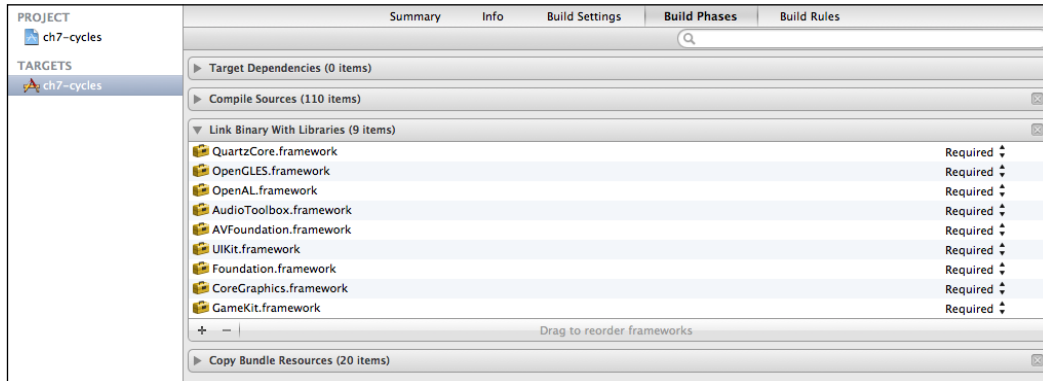 PROJECT
ch7-cycles
TARGETS
ch7-cycles
Summary Info Build Settings Build Phases Build Rules
Target Dependencies (0 items)
Compile Sources (110 items)
Link Binary With Libraries (9 items)
QuartzCore.framework Required
OpenGLES.framework Required
OpenAL.framework Required
AudioToolbox.framework Required
AVFoundation.framework Required
UIKit.framework Required
Foundation.framework Required
CoreGraphics.framework Required
GameKit.framework Required
+ − Drag to reorder frameworks
Copy Bundle Resources (20 items)